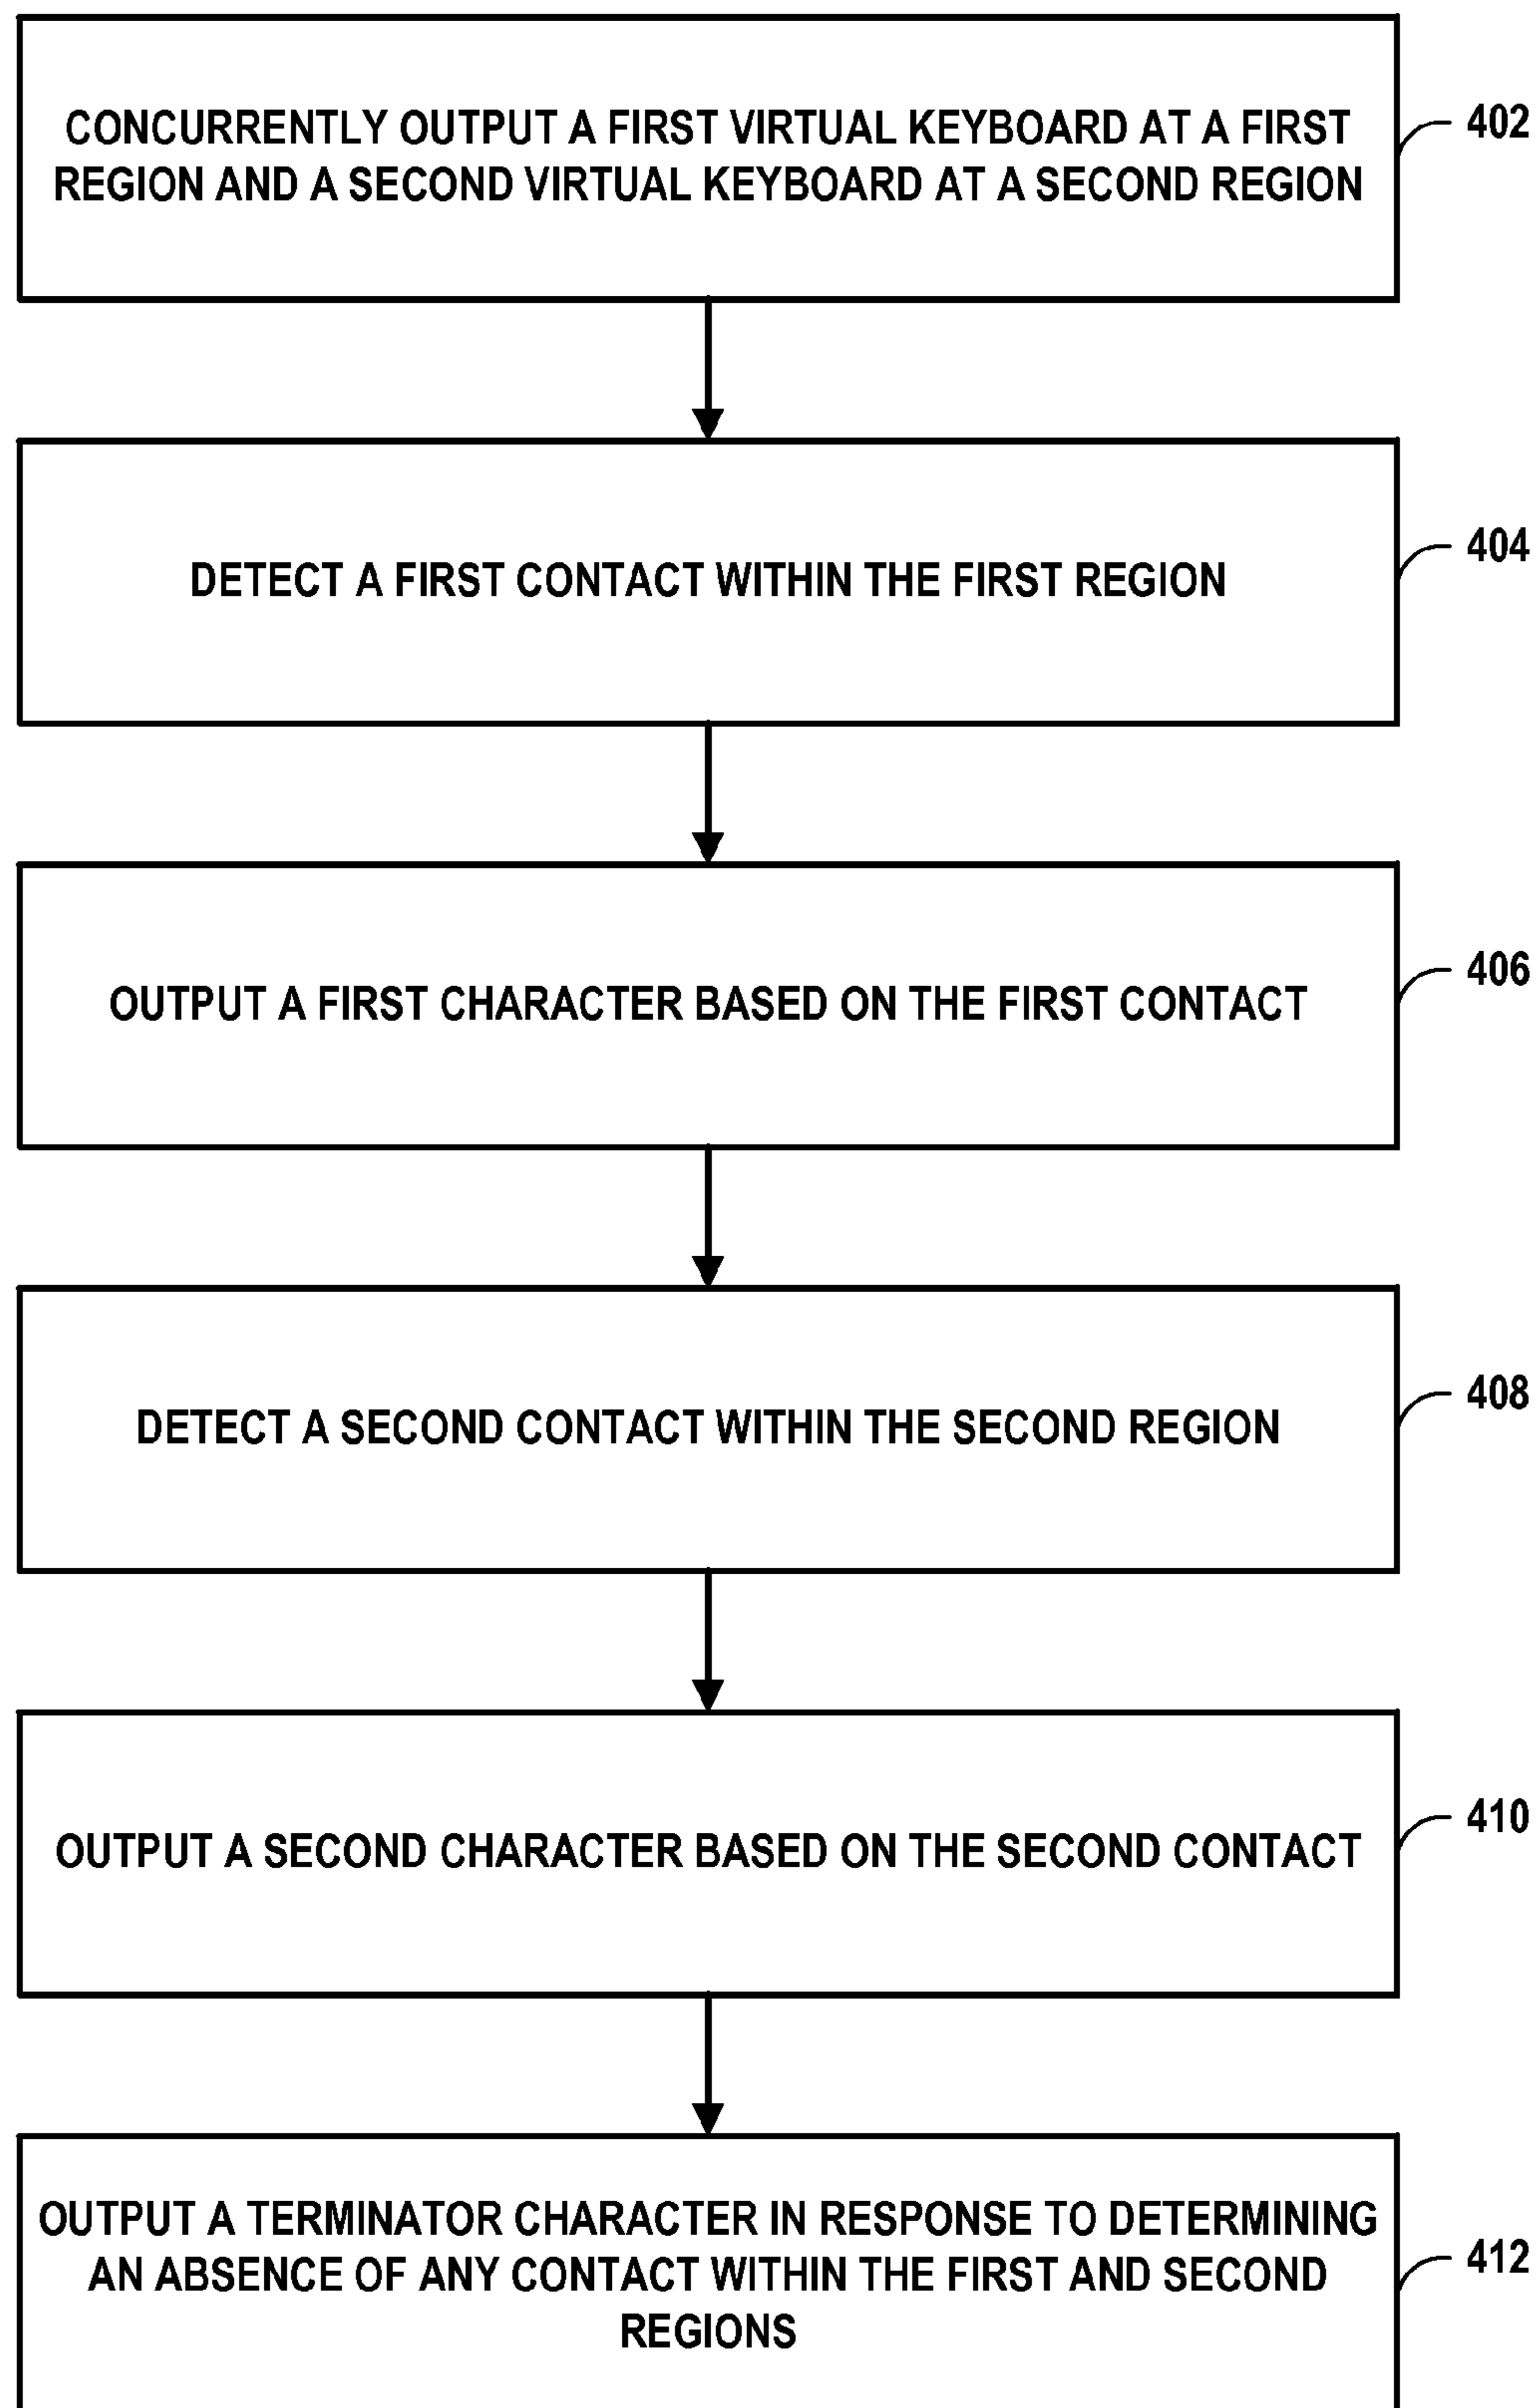 CONCURRENTLY OUTPUT A FIRST VIRTUAL KEYBOARD AT A FIRST
REGION AND A SECOND VIRTUAL KEYBOARD AT A SECOND REGION
402
DETECT A FIRST CONTACT WITHIN THE FIRST REGION
404
OUTPUT A FIRST CHARACTER BASED ON THE FIRST CONTACT
406
DETECT A SECOND CONTACT WITHIN THE SECOND REGION
408
OUTPUT A SECOND CHARACTER BASED ON THE SECOND CONTACT
410
OUTPUT A TERMINATOR CHARACTER IN RESPONSE TO DETERMINING
AN ABSENCE OF ANY CONTACT WITHIN THE FIRST AND SECOND
REGIONS
412